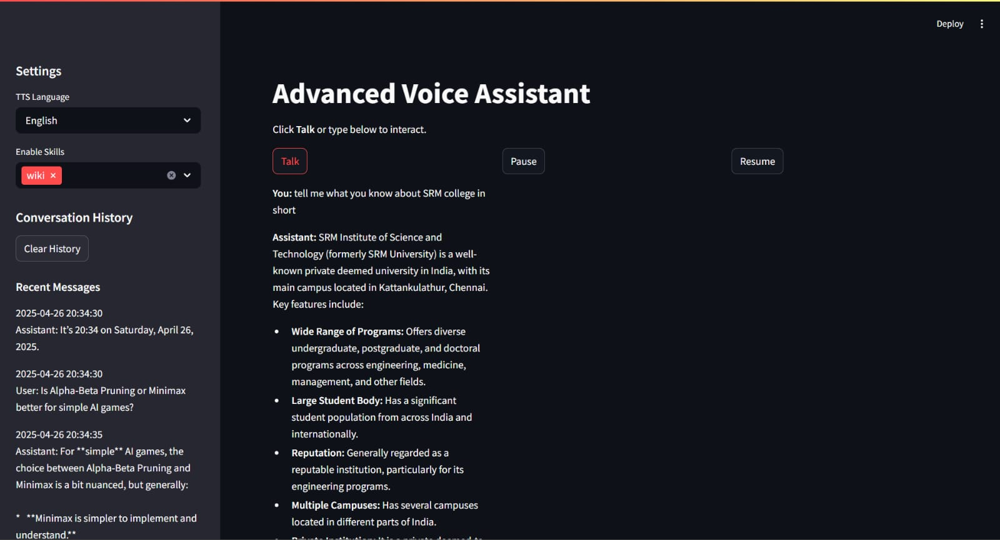 Deploy
Settings
TTS Language
English
Enable Skills
wiki ×
Conversation History
Clear History
Recent Messages
2025-04-26 20:34:30
Assistant: It’s 20:34 on Saturday, April 26,
2025.
2025-04-26 20:34:30
User: Is Alpha-Beta Pruning or Minimax
better for simple AI games?
2025-04-26 20:34:35
Assistant: For **simple** AI games, the
choice between Alpha-Beta Pruning and
Minimax is a bit nuanced, but generally:
* **Minimax is simpler to implement and
understand.**
Advanced Voice Assistant
Click Talk or type below to interact.
Talk
Pause
Resume
You: tell me what you know about SRM college in
short
Assistant: SRM Institute of Science and
Technology (formerly SRM University) is a well-
known private deemed university in India, with its
main campus located in Kattankulathur, Chennai.
Key features include:
• Wide Range of Programs: Offers diverse
undergraduate, postgraduate, and doctoral
programs across engineering, medicine,
management, and other fields.
• Large Student Body: Has a significant
student population from across India and
internationally.
• Reputation: Generally regarded as a
reputable institution, particularly for its
engineering programs.
• Multiple Campuses: Has several campuses
located in different parts of India.
Private Institution: It is a private deemed-to-